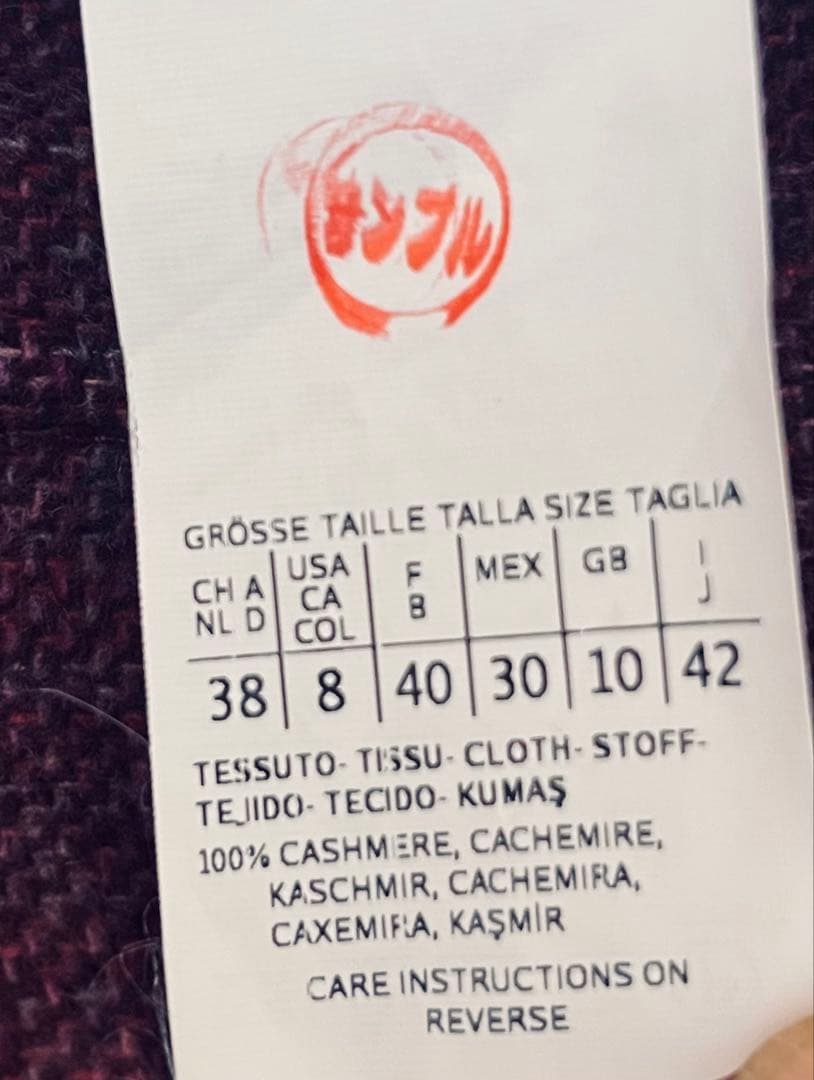 サンプル
GRÖSSE TAILLE TALLA SIZE TAGLIA
CH A NL D | USA CA COL | F B | MEX | GB | I J
38 | 8 | 40 | 30 | 10 | 42
TESSUTO- TISSU- CLOTH- STOFF-
TEJIDO- TECIDO- KUMAŞ
100% CASHMERE, CACHEMIRE,
KASCHMIR, CACHEMIRA,
CAXEMIRA, KAŞMİR
CARE INSTRUCTIONS ON
REVERSE